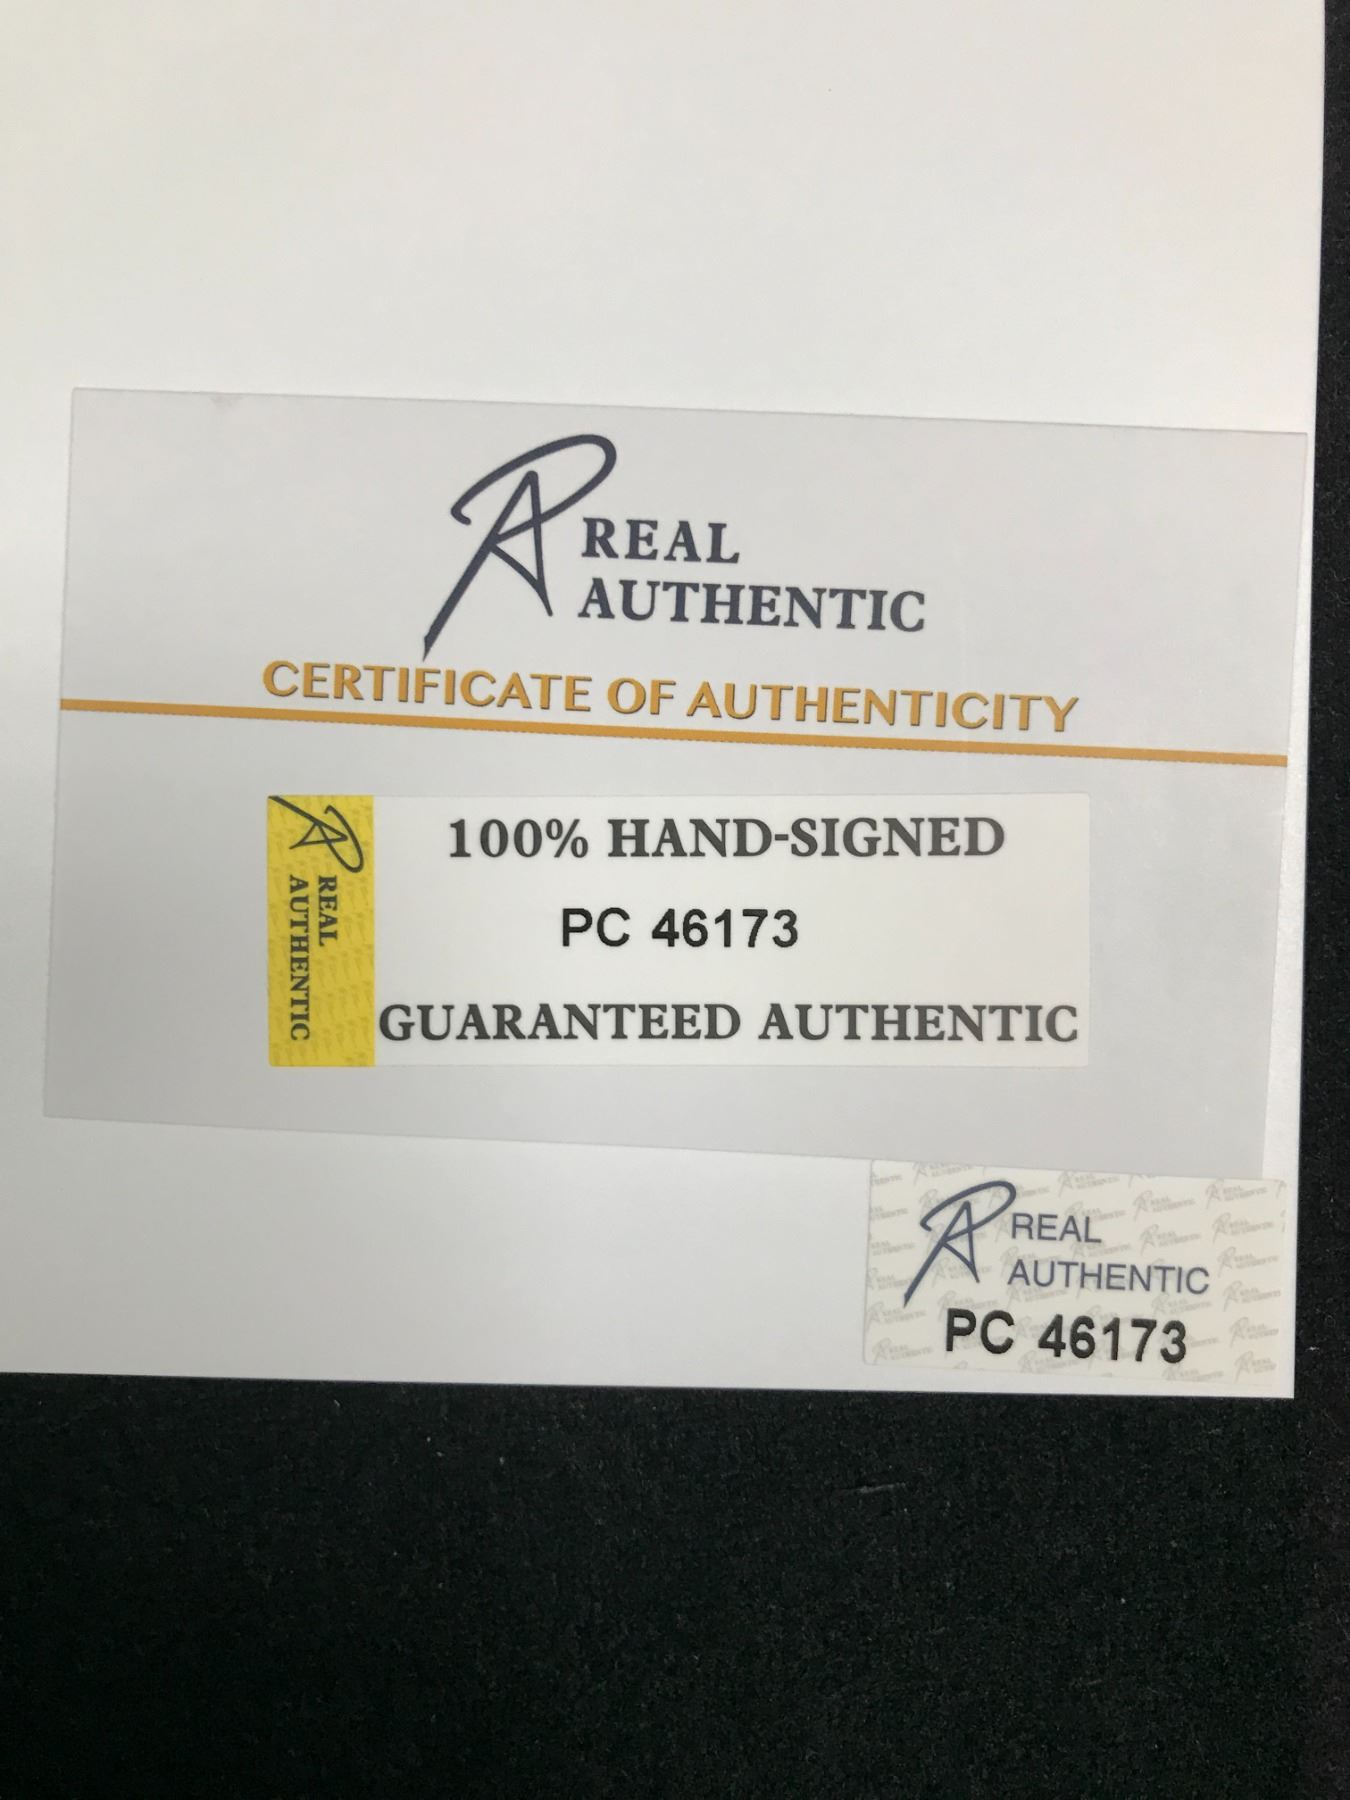 REAL
AUTHENTIC
CERTIFICATE OF AUTHENTICITY
REAL
AUTHENTIC
100% HAND-SIGNED
PC 46173
GUARANTEED AUTHENTIC
REAL
AUTHENTIC
PC 46173